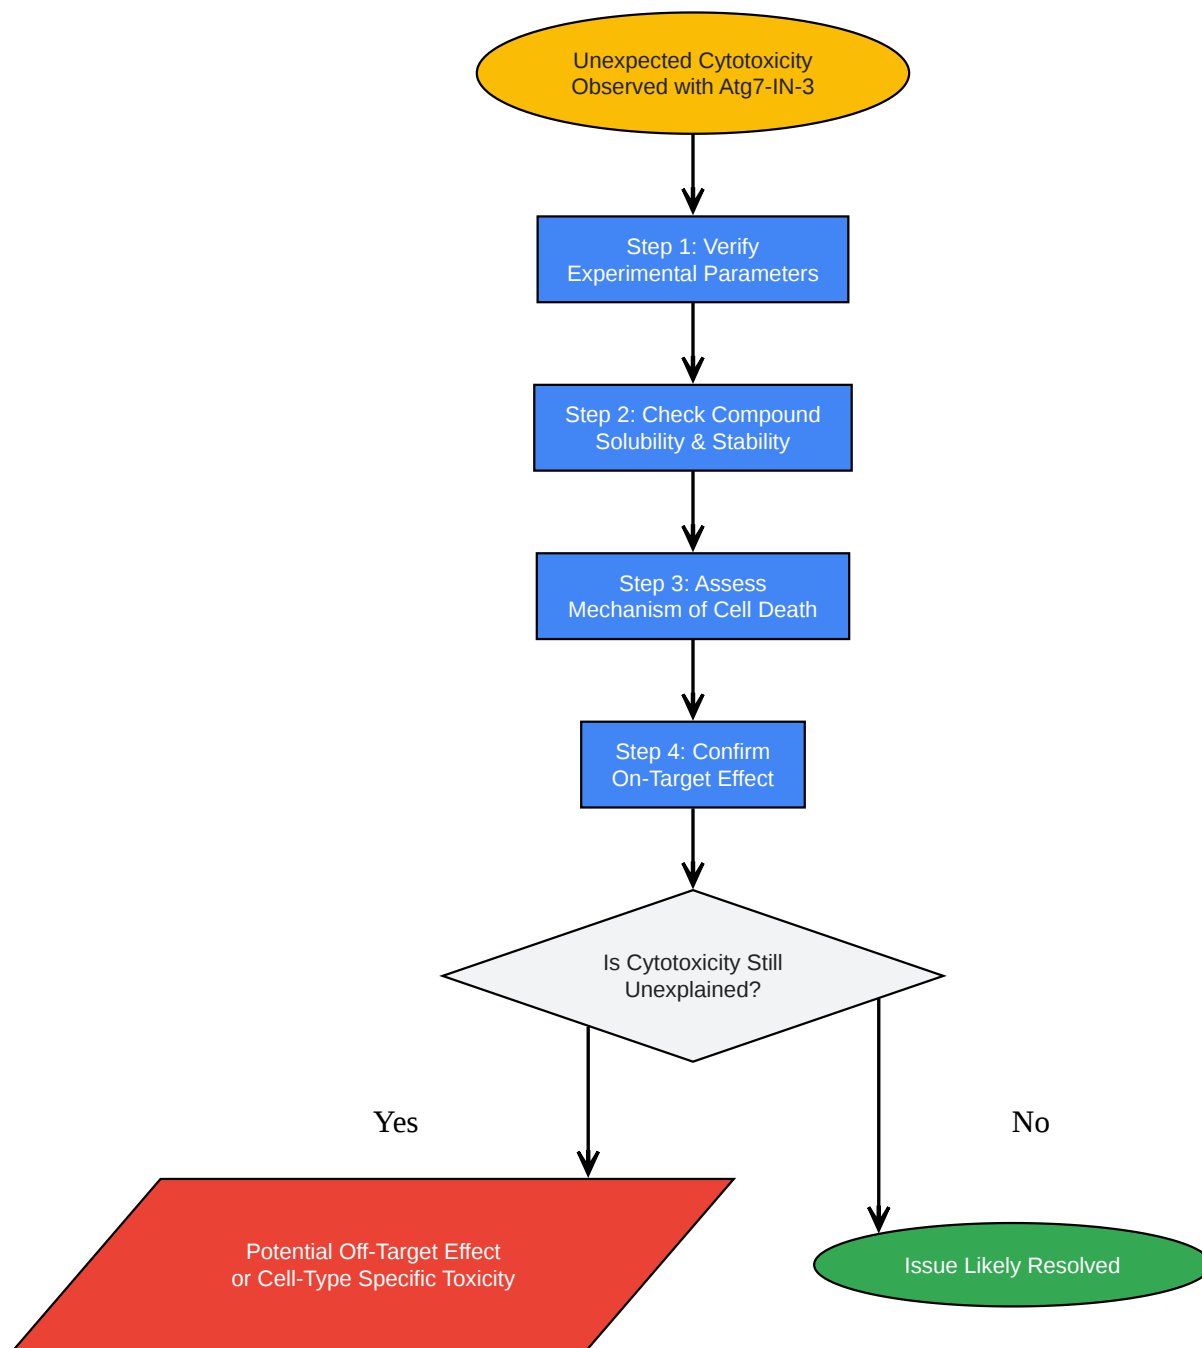 Unexpected Cytotoxicity
Observed with Atg7-IN-3
Step 1: Verify
Experimental Parameters
Step 2: Check Compound
Solubility & Stability
Step 3: Assess
Mechanism of Cell Death
Step 4: Confirm
On-Target Effect
Is Cytotoxicity Still
Unexplained?
Yes
No
Potential Off-Target Effect
or Cell-Type Specific Toxicity
Issue Likely Resolved